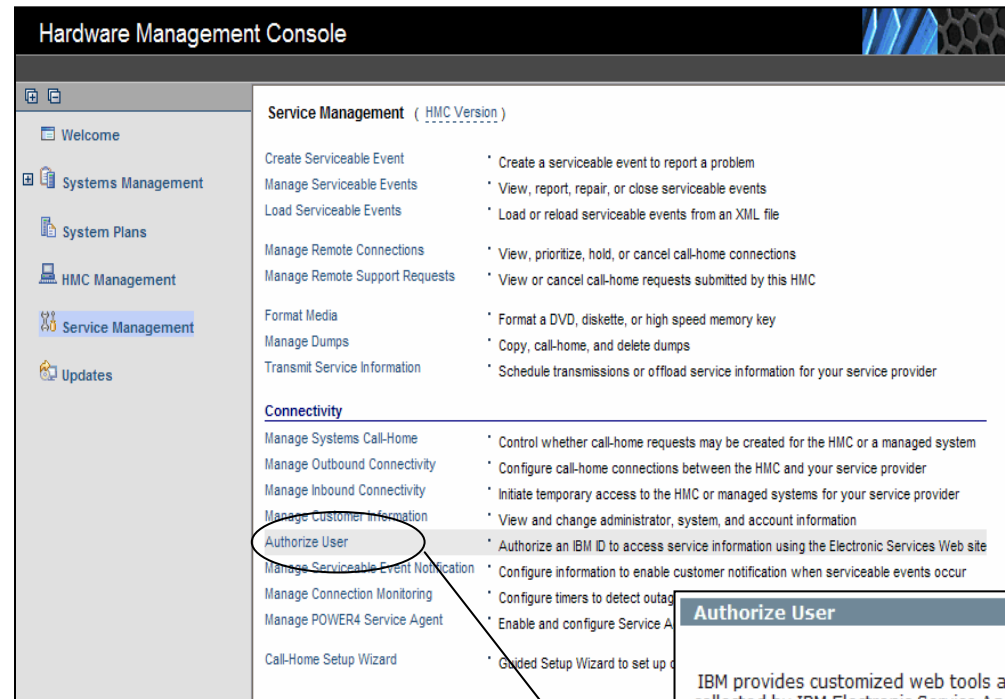 Hardware Management Console
Welcome
Systems Management
System Plans
HMC Management
Service Management
Updates
Service Management ( HMC Version )
Create Serviceable Event • Create a serviceable event to report a problem
Manage Serviceable Events • View, report, repair, or close serviceable events
Load Serviceable Events • Load or reload serviceable events from an XML file
Manage Remote Connections • View, prioritize, hold, or cancel call-home connections
Manage Remote Support Requests • View or cancel call-home requests submitted by this HMC
Format Media • Format a DVD, diskette, or high speed memory key
Manage Dumps • Copy, call-home, and delete dumps
Transmit Service Information • Schedule transmissions or offload service information for your service provider
Connectivity
Manage Systems Call-Home • Control whether call-home requests may be created for the HMC or a managed system
Manage Outbound Connectivity • Configure call-home connections between the HMC and your service provider
Manage Inbound Connectivity • Initiate temporary access to the HMC or managed systems for your service provider
Manage Customer Information • View and change administrator, system, and account information
Authorize User • Authorize an IBM ID to access service information using the Electronic Services Web site
Manage Serviceable Event Notification • Configure information to enable customer notification when serviceable events occur
Manage Connection Monitoring • Configure timers to detect outag
Manage POWER4 Service Agent • Enable and configure Service A
Call-Home Setup Wizard • Guided Setup Wizard to set up
Authorize User
IBM provides customized web tools a